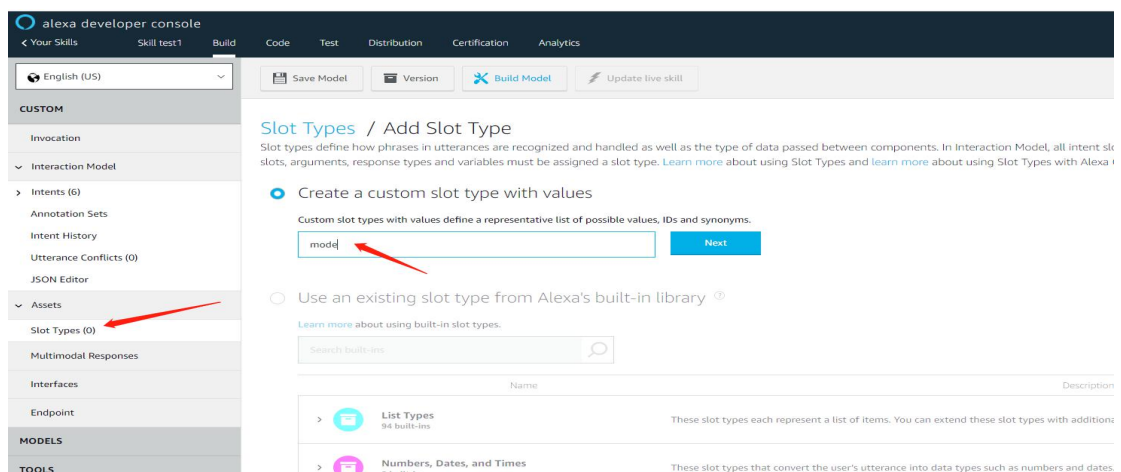 alexa developer console
Your Skills Skill test1 Build Code Test Distribution Certification Analytics
English (US)
Save Model Version Build Model Update live skill
CUSTOM
Invocation
Interaction Model
Intents (6)
Annotation Sets
Intent History
Utterance Conflicts (0)
JSON Editor
Assets
Slot Types (0)
Multimodal Responses
Interfaces
Endpoint
MODELS
TOOLS
Slot Types / Add Slot Type
Slot types define how phrases in utterances are recognized and handled as well as the type of data passed between components. In Interaction Model, all intent
slots, arguments, response types and variables must be assigned a slot type. Learn more about using Slot Types and learn more about using Slot Types with Alexa
Create a custom slot type with values
Custom slot types with values define a representative list of possible values, IDs and synonyms.
mode
Next
Use an existing slot type from Alexa's built-in library
Learn more about using built-in slot types.
Search built-ins
Name Description
List Types
94 built-ins
These slot types each represent a list of items. You can extend these slot types with
Numbers, Dates, and Times
These slot types that convert the user's utterance into data types such as numbers and dates.